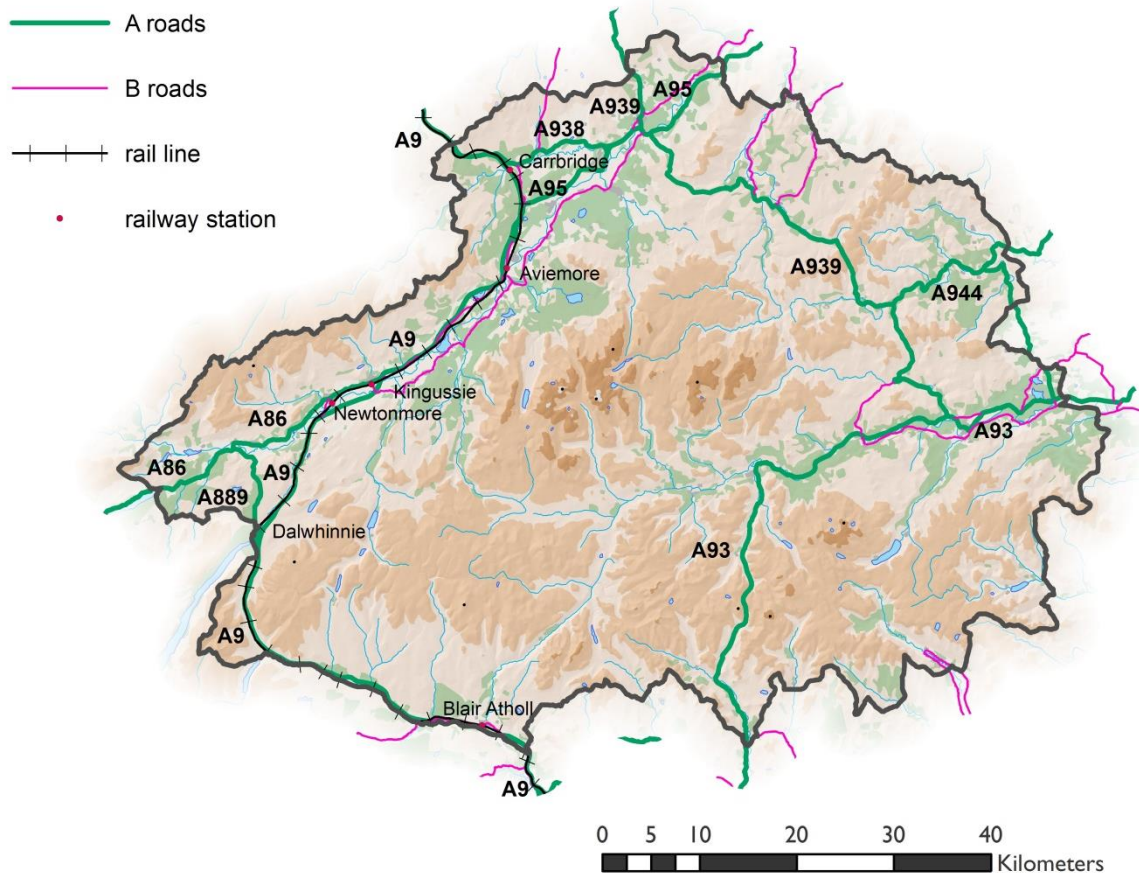 A roads
B roads
rail line
railway station
A95
A939
A9
A938
Carrbridge
A95
Aviemore
A939
A944
A9
Kingussie
Newtonmore
A86
A93
A86
A9
A889
Dalwhinnie
A93
A9
Blair Atholl
A9
0 5 10 20 30 40
Kilometers